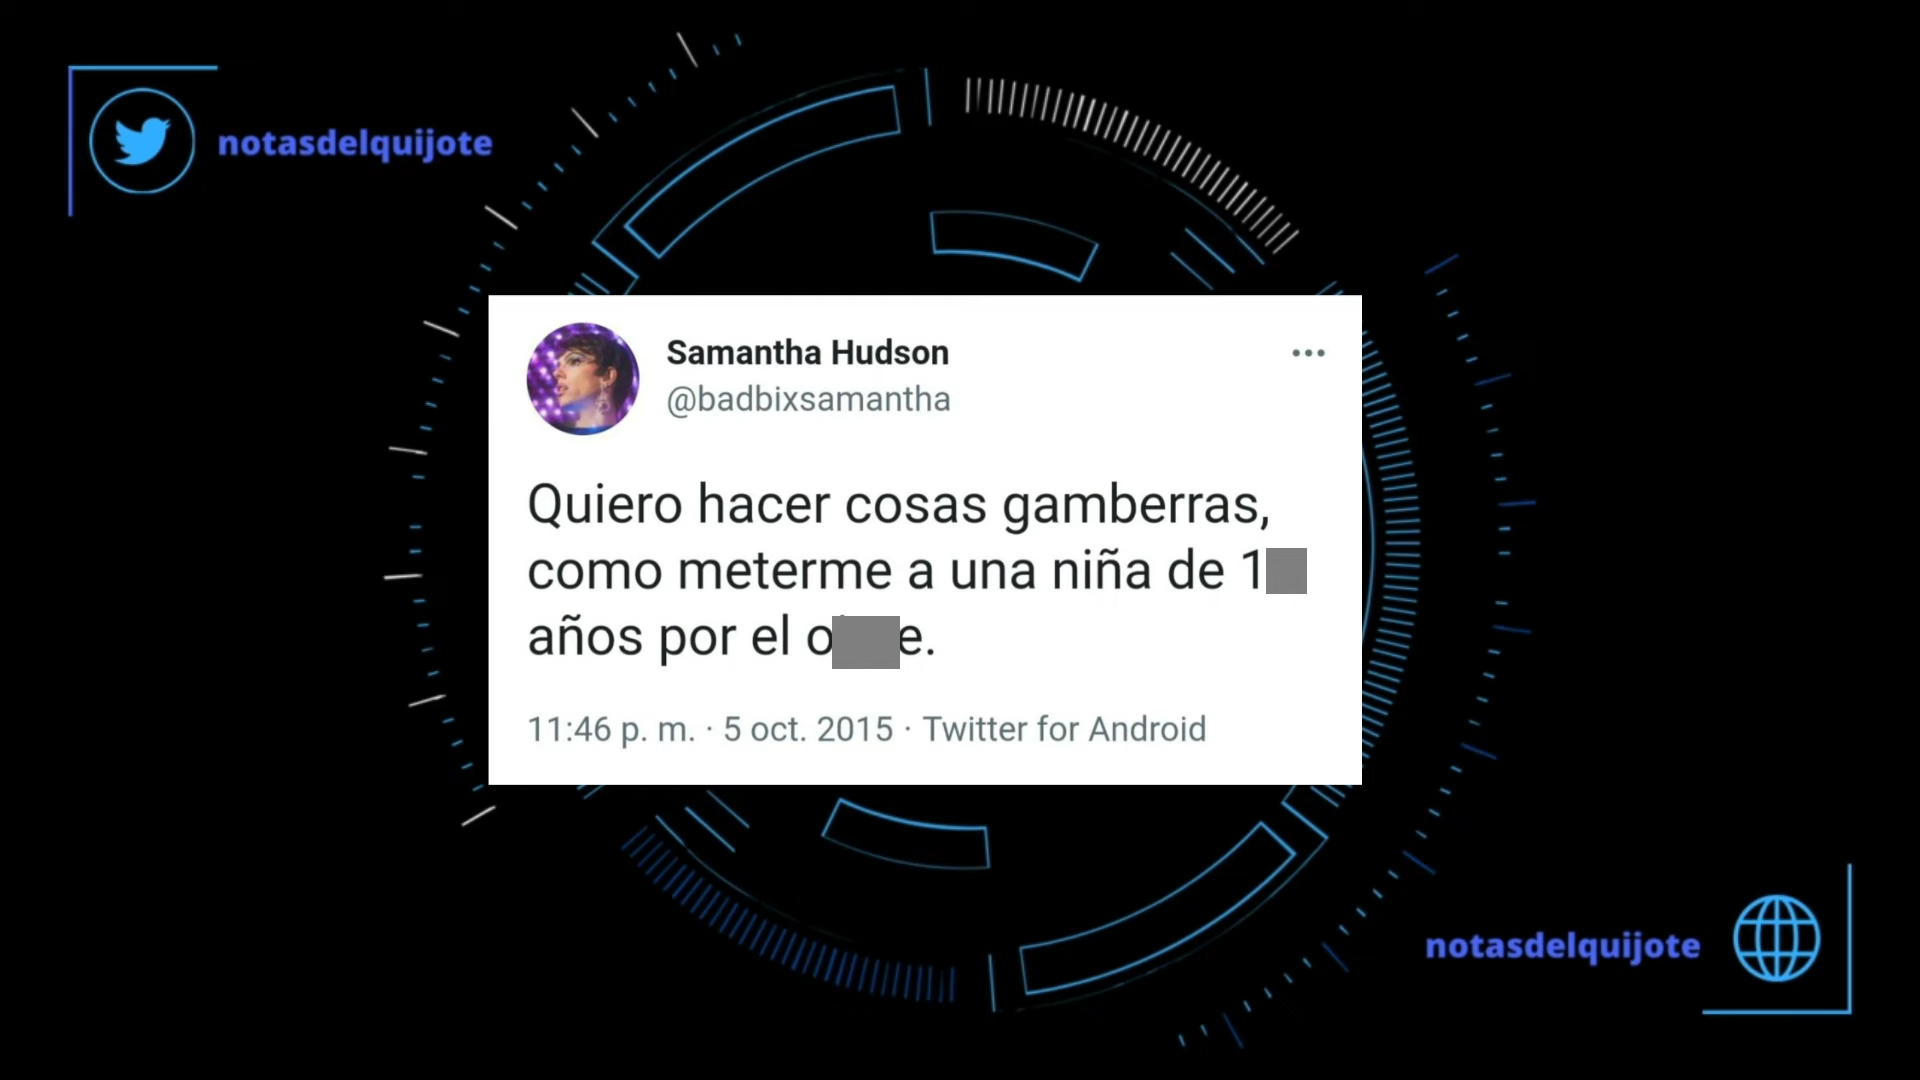 notasdelquijote
Samantha Hudson
@badbixsamantha
Quiero hacer cosas gamberras,
como meterme a una niña de 1
años por el o e.
11:46 p. m. · 5 oct. 2015 · Twitter for Android
notasdelquijote